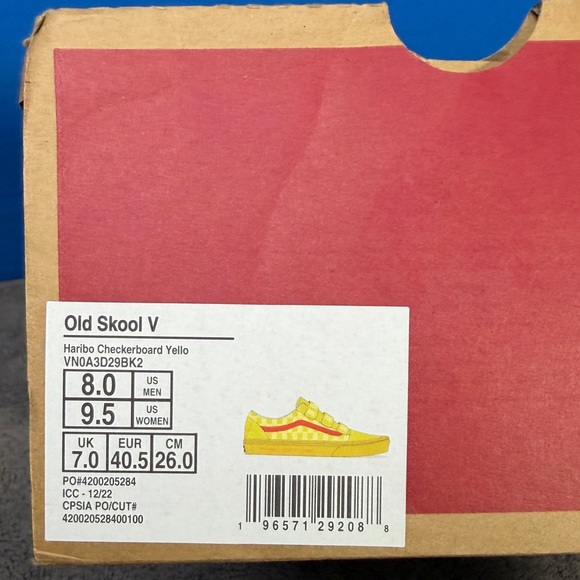 Old Skool V
Haribo Checkerboard Yello
VN0A3D29BK2
8.0 US MEN
9.5 US WOMEN
UK EUR CM
7.0 40.5 26.0
PO#4200205284
ICC - 12/22
CPSIA PO/CUT#
420020528400100
1 96571 29208 8